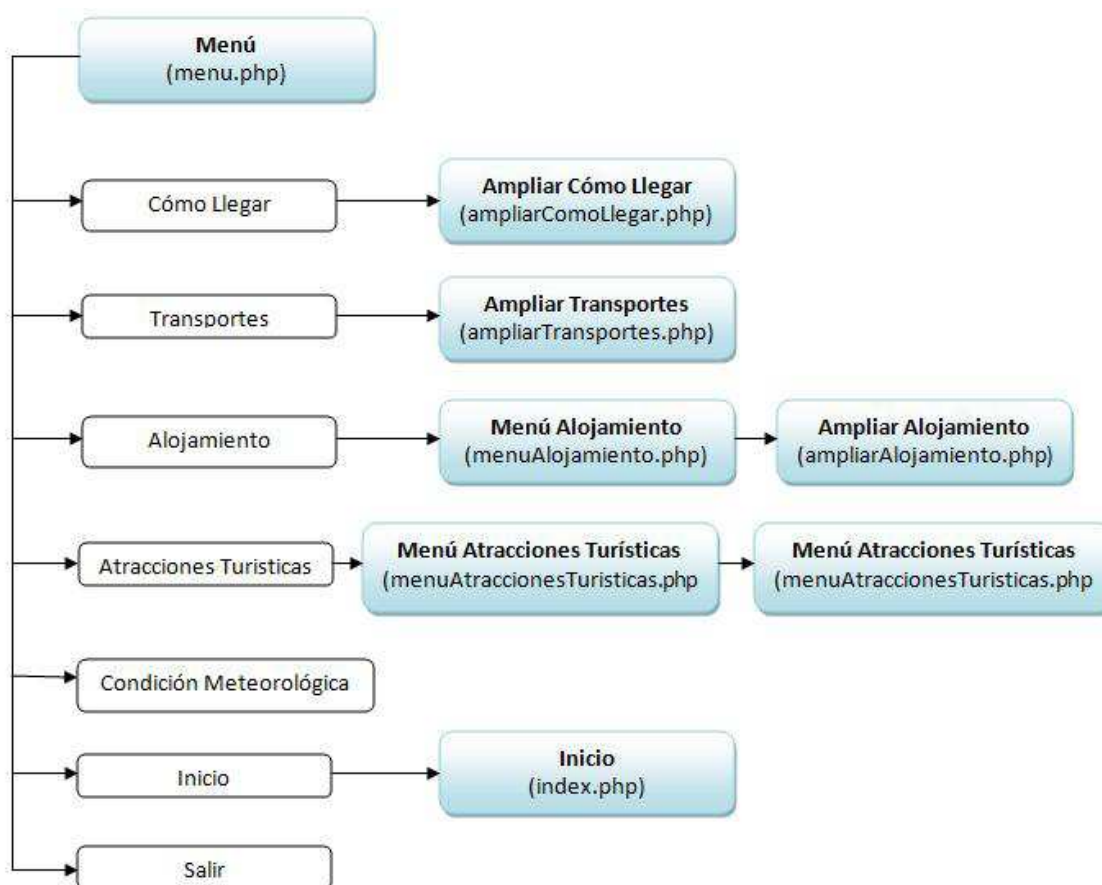 Menú
(menu.php)
Cómo Llegar
Ampliar Cómo Llegar
(ampliarComoLlegar.php)
Transportes
Ampliar Transportes
(ampliarTransportes.php)
Alojamiento
Menú Alojamiento
(menuAlojamiento.php)
Ampliar Alojamiento
(ampliarAlojamiento.php)
Atracciones Turisticas
Menú Atracciones Turísticas
(menuAtraccionesTuristicas.php
Menú Atracciones Turísticas
(menuAtraccionesTuristicas.php
Condición Meteorológica
Inicio
Inicio
(index.php)
Salir